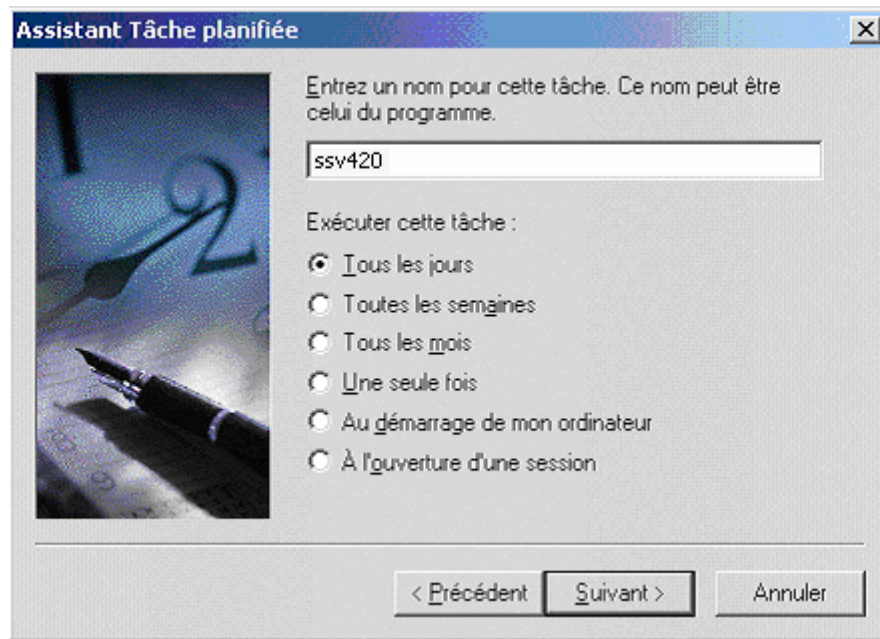 Assistant Tâche planifiée
Entrez un nom pour cette tâche. Ce nom peut être
celui du programme.
ssv420
Exécuter cette tâche :
Tous les jours
Toutes les semaines
Tous les mois
Une seule fois
Au démarrage de mon ordinateur
À l'ouverture d'une session
< Précédent
Suivant >
Annuler